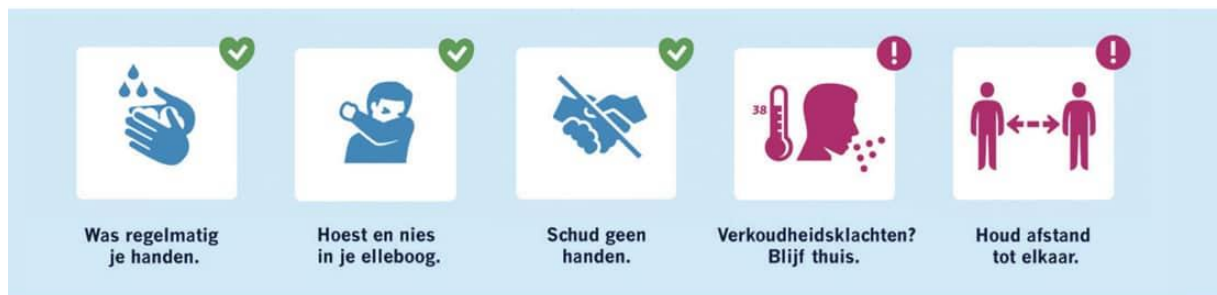 38
Was regelmatig
je handen.
Hoest en nies
in je elleboog.
Schud geen
handen.
Verkoudheidsklachten?
Blijf thuis.
Houd afstand
tot elkaar.